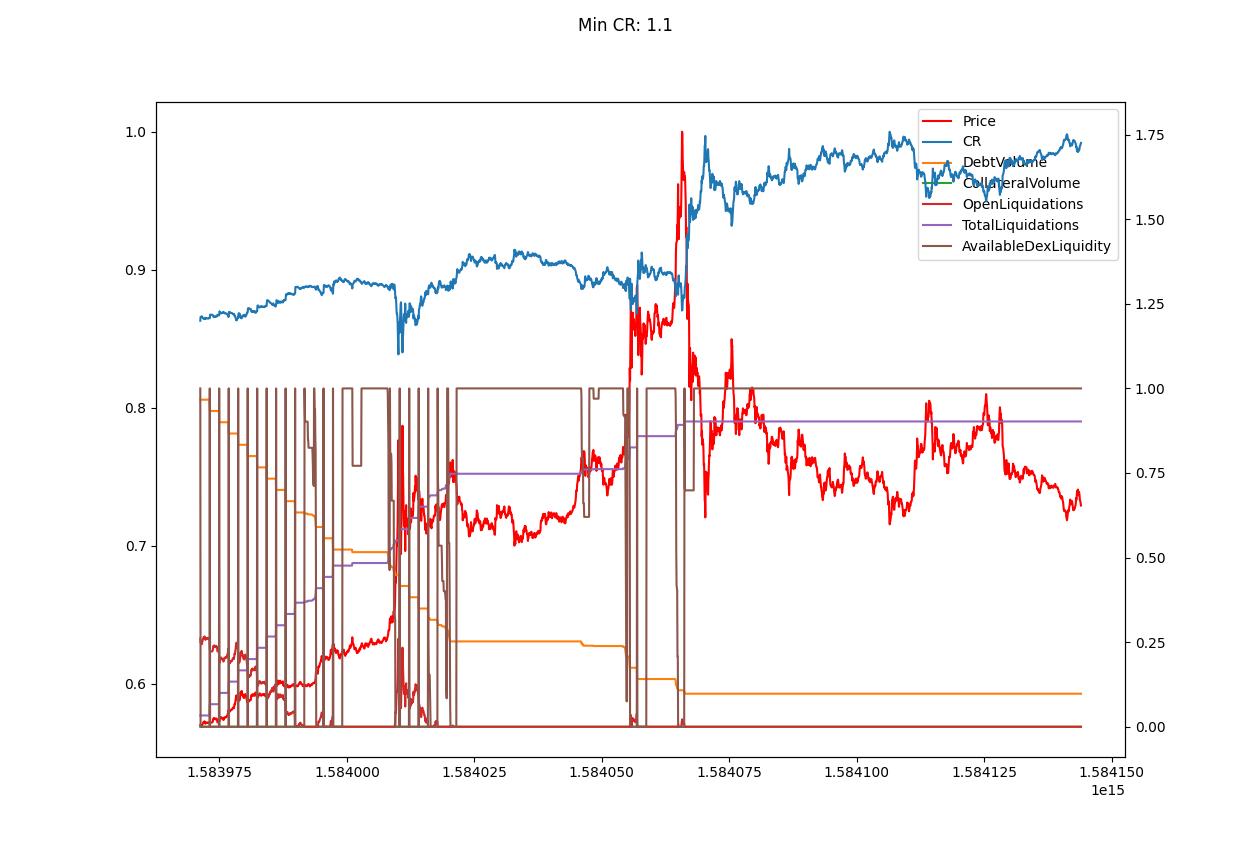 Min CR: 1.1
Price
CR
DebtVolume
CollateralVolume
OpenLiquidations
TotalLiquidations
AvailableDexLiquidity
1.0
0.9
0.8
0.7
0.6
1.75
1.50
1.25
1.00
0.75
0.50
0.25
0.00
1.583975 1.584000 1.584025 1.584050 1.584075 1.584100 1.584125 1.584150
1e15